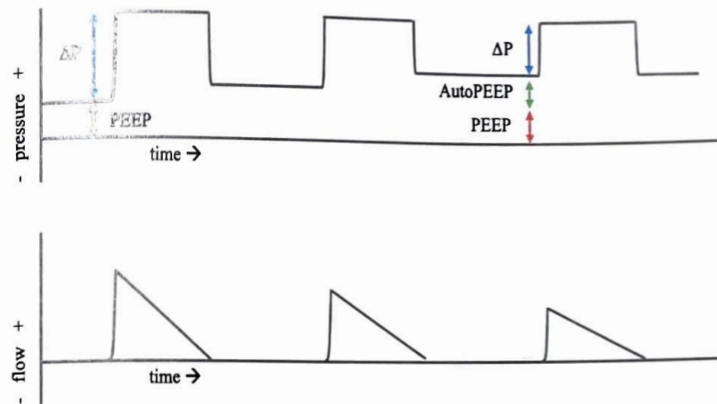 ΔP
ΔP
AutoPEEP
PEEP
PEEP
- pressure +
time →
- flow +
time →